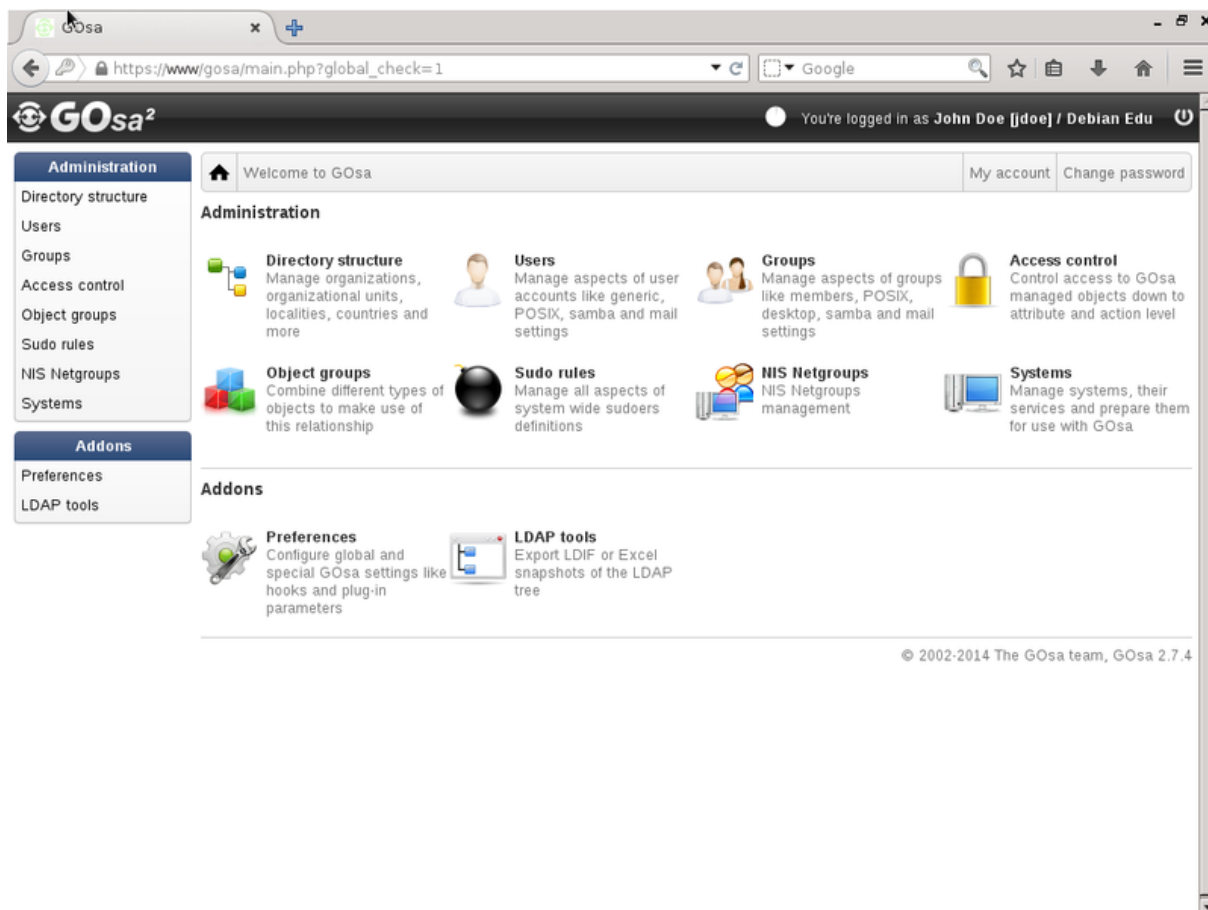 GOsa
https://www/gosa/main.php?global_check=1
Google
GOsa²
You're logged in as John Doe [jdoe] / Debian Edu
Administration
Directory structure
Users
Groups
Access control
Object groups
Sudo rules
NIS Netgroups
Systems
Addons
Preferences
LDAP tools
Welcome to GOsa
My account
Change password
Administration
Directory structure
Manage organizations,
organizational units,
localities, countries and
more
Users
Manage aspects of user
accounts like generic,
POSIX, samba and mail
settings
Groups
Manage aspects of groups
like members, POSIX,
desktop, samba and mail
settings
Access control
Control access to GOsa
managed objects down to
attribute and action level
Object groups
Combine different types of
objects to make use of
this relationship
Sudo rules
Manage all aspects of
system wide sudoers
definitions
NIS Netgroups
NIS Netgroups
management
Systems
Manage systems, their
services and prepare them
for use with GOsa
Addons
Preferences
Configure global and
special GOsa settings like
hooks and plug-in
parameters
LDAP tools
Export LDIF or Excel
snapshots of the LDAP
tree
© 2002-2014 The GOsa team, GOsa 2.7.4